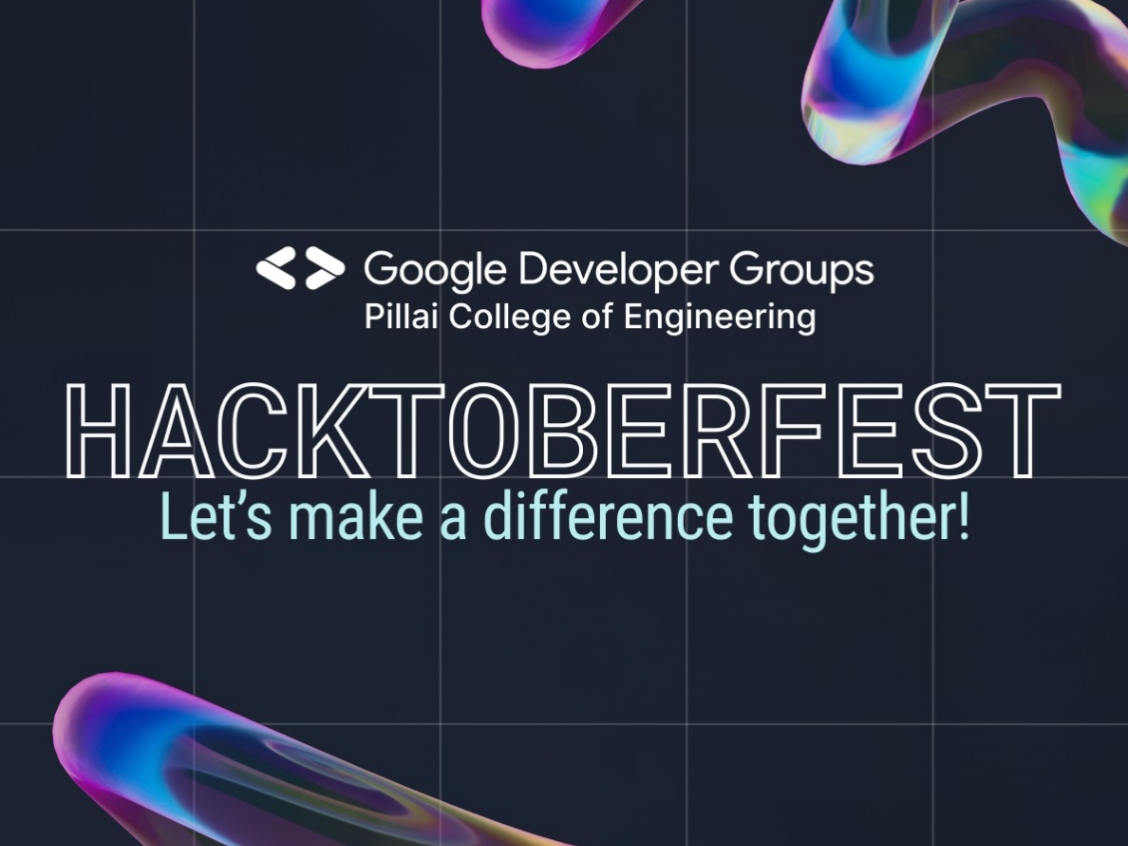 Google Developer Groups
Pillai College of Engineering
HACKTOBERFEST
Let's make a difference together!